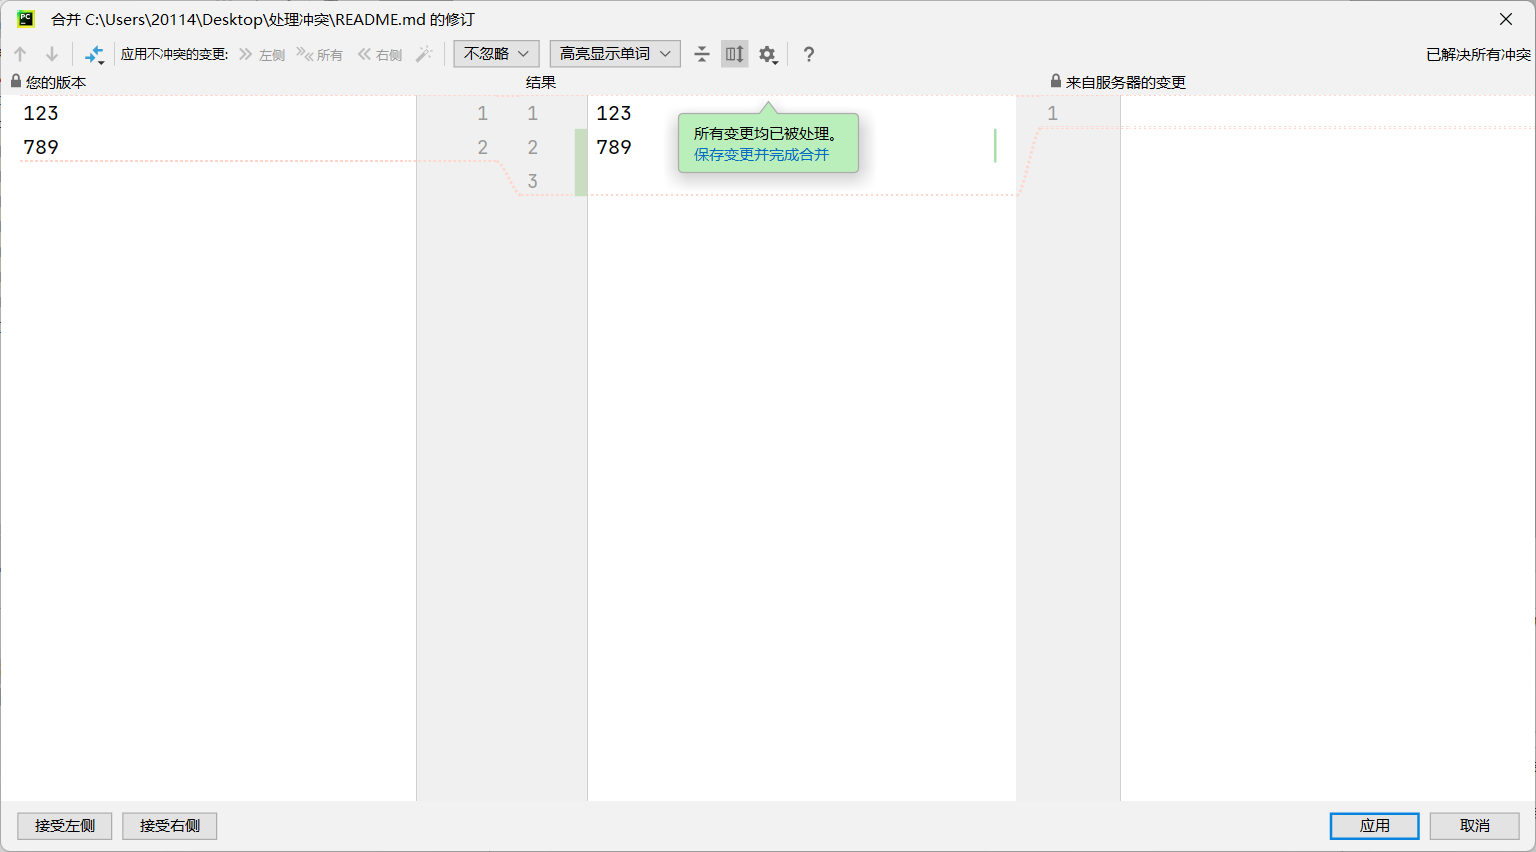 合并 C:\Users\20114\Desktop\处理冲突\README.md 的修订
应用不冲突的变更: 左侧 所有 右侧 不忽略 高亮显示单词 ? 已解决所有冲突
您的版本 结果 来自服务器的变更
123 1 1 123 1
789 2 2 789
3
所有变更均已被处理。
保存变更并完成合并
接受左侧 接受右侧 应用 取消